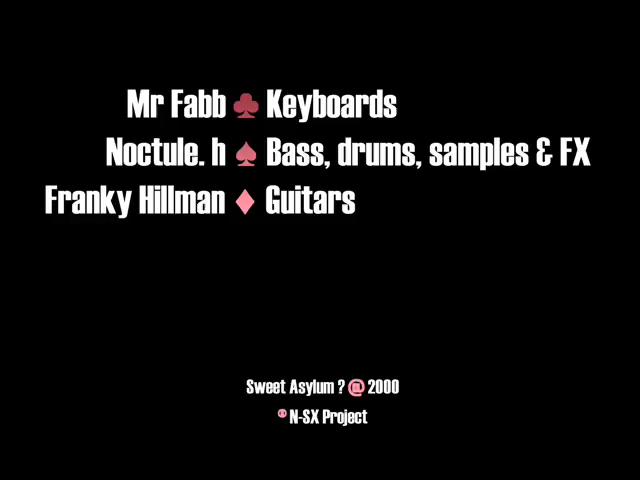 Mr Fabb ♣ Keyboards
Noctule. h ♠ Bass, drums, samples & FX
Franky Hillman ♦ Guitars
Sweet Asylum ? @ 2000
N-SX Project